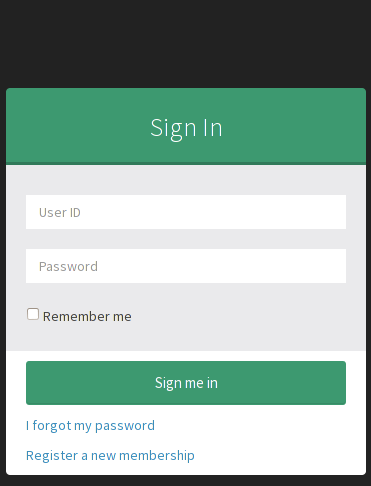 Sign In
User ID
Password
Remember me
Sign me in
I forgot my password
Register a new membership